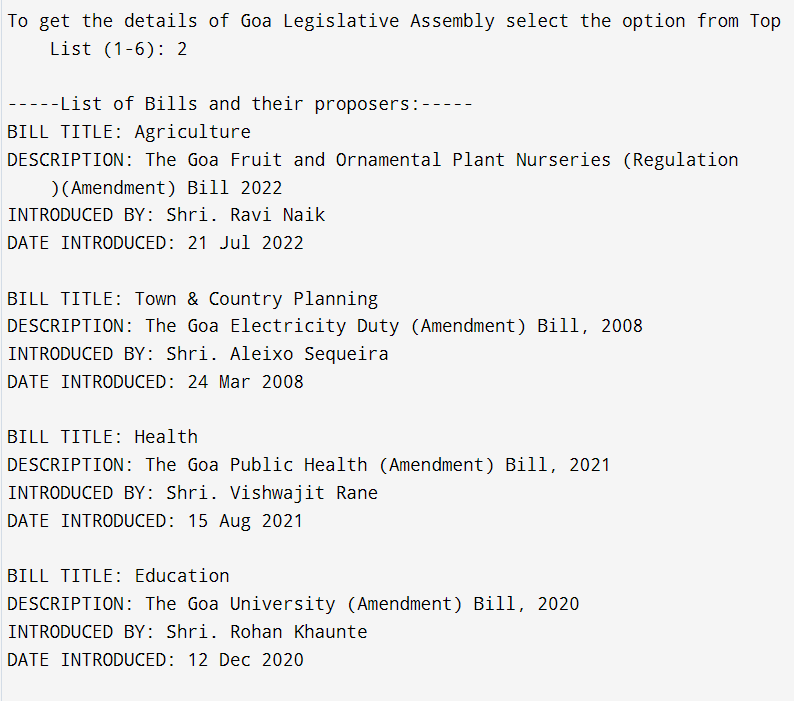 To get the details of Goa Legislative Assembly select the option from Top
List (1-6): 2
-----List of Bills and their proposers:-----
BILL TITLE: Agriculture
DESCRIPTION: The Goa Fruit and Ornamental Plant Nurseries (Regulation
)(Amendment) Bill 2022
INTRODUCED BY: Shri. Ravi Naik
DATE INTRODUCED: 21 Jul 2022
BILL TITLE: Town & Country Planning
DESCRIPTION: The Goa Electricity Duty (Amendment) Bill, 2008
INTRODUCED BY: Shri. Aleixo Sequeira
DATE INTRODUCED: 24 Mar 2008
BILL TITLE: Health
DESCRIPTION: The Goa Public Health (Amendment) Bill, 2021
INTRODUCED BY: Shri. Vishwajit Rane
DATE INTRODUCED: 15 Aug 2021
BILL TITLE: Education
DESCRIPTION: The Goa University (Amendment) Bill, 2020
INTRODUCED BY: Shri. Rohan Khaunte
DATE INTRODUCED: 12 Dec 2020